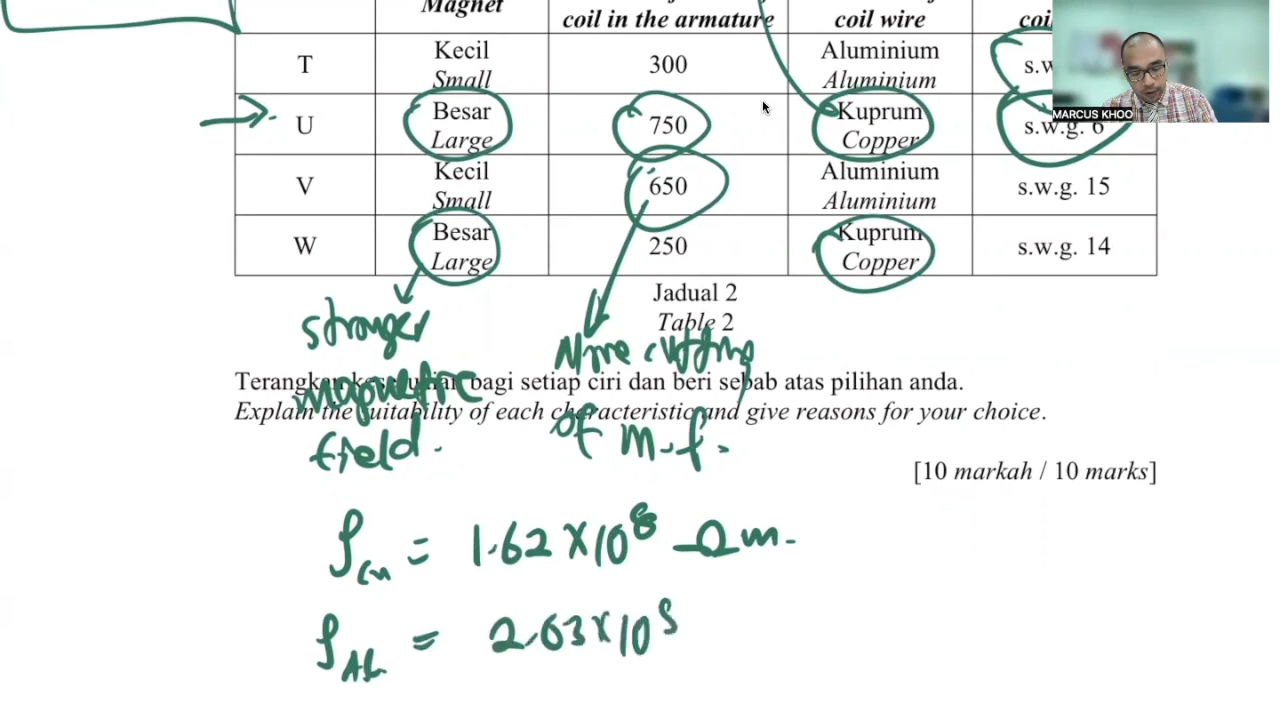 Magnet
coil in the armature
coil wire
T
Kecil
Small
300
Aluminium
Aluminium
U
Besar
Large
750
Kuprum
Copper
s.w.g. 6
V
Kecil
Small
650
Aluminium
Aluminium
s.w.g. 15
W
Besar
Large
250
Kuprum
Copper
s.w.g. 14
MARCUS KHOO
Jadual 2
Table 2
stronger
magnetic
field.
More cutting
of m.f.
Terangkan kesesuaian bagi setiap ciri dan beri sebab atas pilihan anda.
Explain the suitability of each characteristic and give reasons for your choice.
[10 markah / 10 marks]
ρCu = 1.62 × 10⁸ Ωm.
ρAl = 2.63 × 10⁸